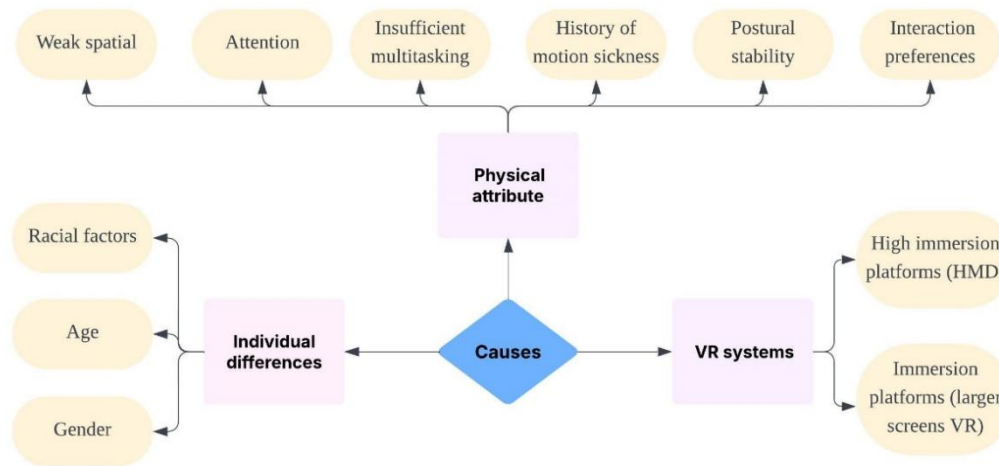 Weak spatial
Attention
Insufficient
multitasking
History of
motion sickness
Postural
stability
Interaction
preferences
Physical
attribute
Racial factors
Age
Gender
Individual
differences
Causes
VR systems
High immersion
platforms (HMD
Immersion
platforms (larger
screens VR)